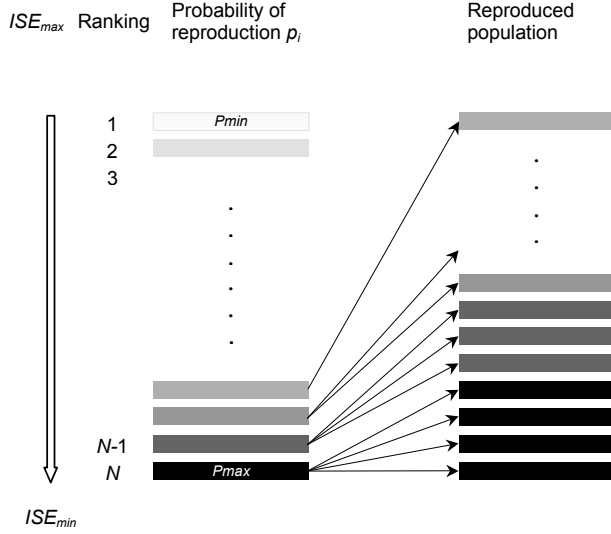 ISEmax Ranking Probability of reproduction pi Reproduced population
1 Pmin
2
3
N-1
N Pmax
ISEmin